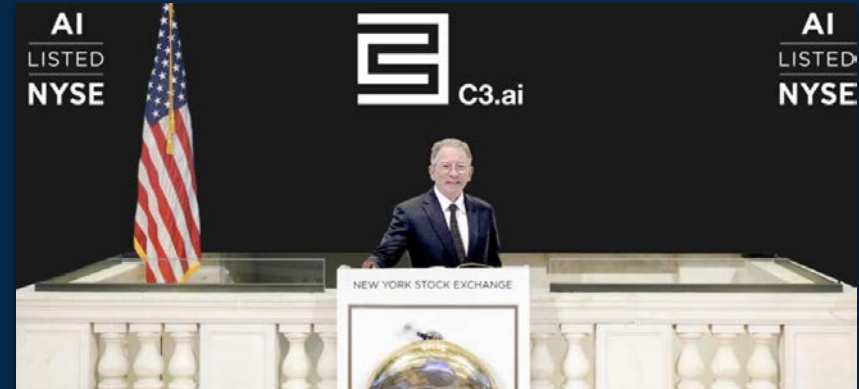 AI
LISTED
NYSE
C3.ai
AI
LISTED
NYSE
NEW YORK STOCK EXCHANGE